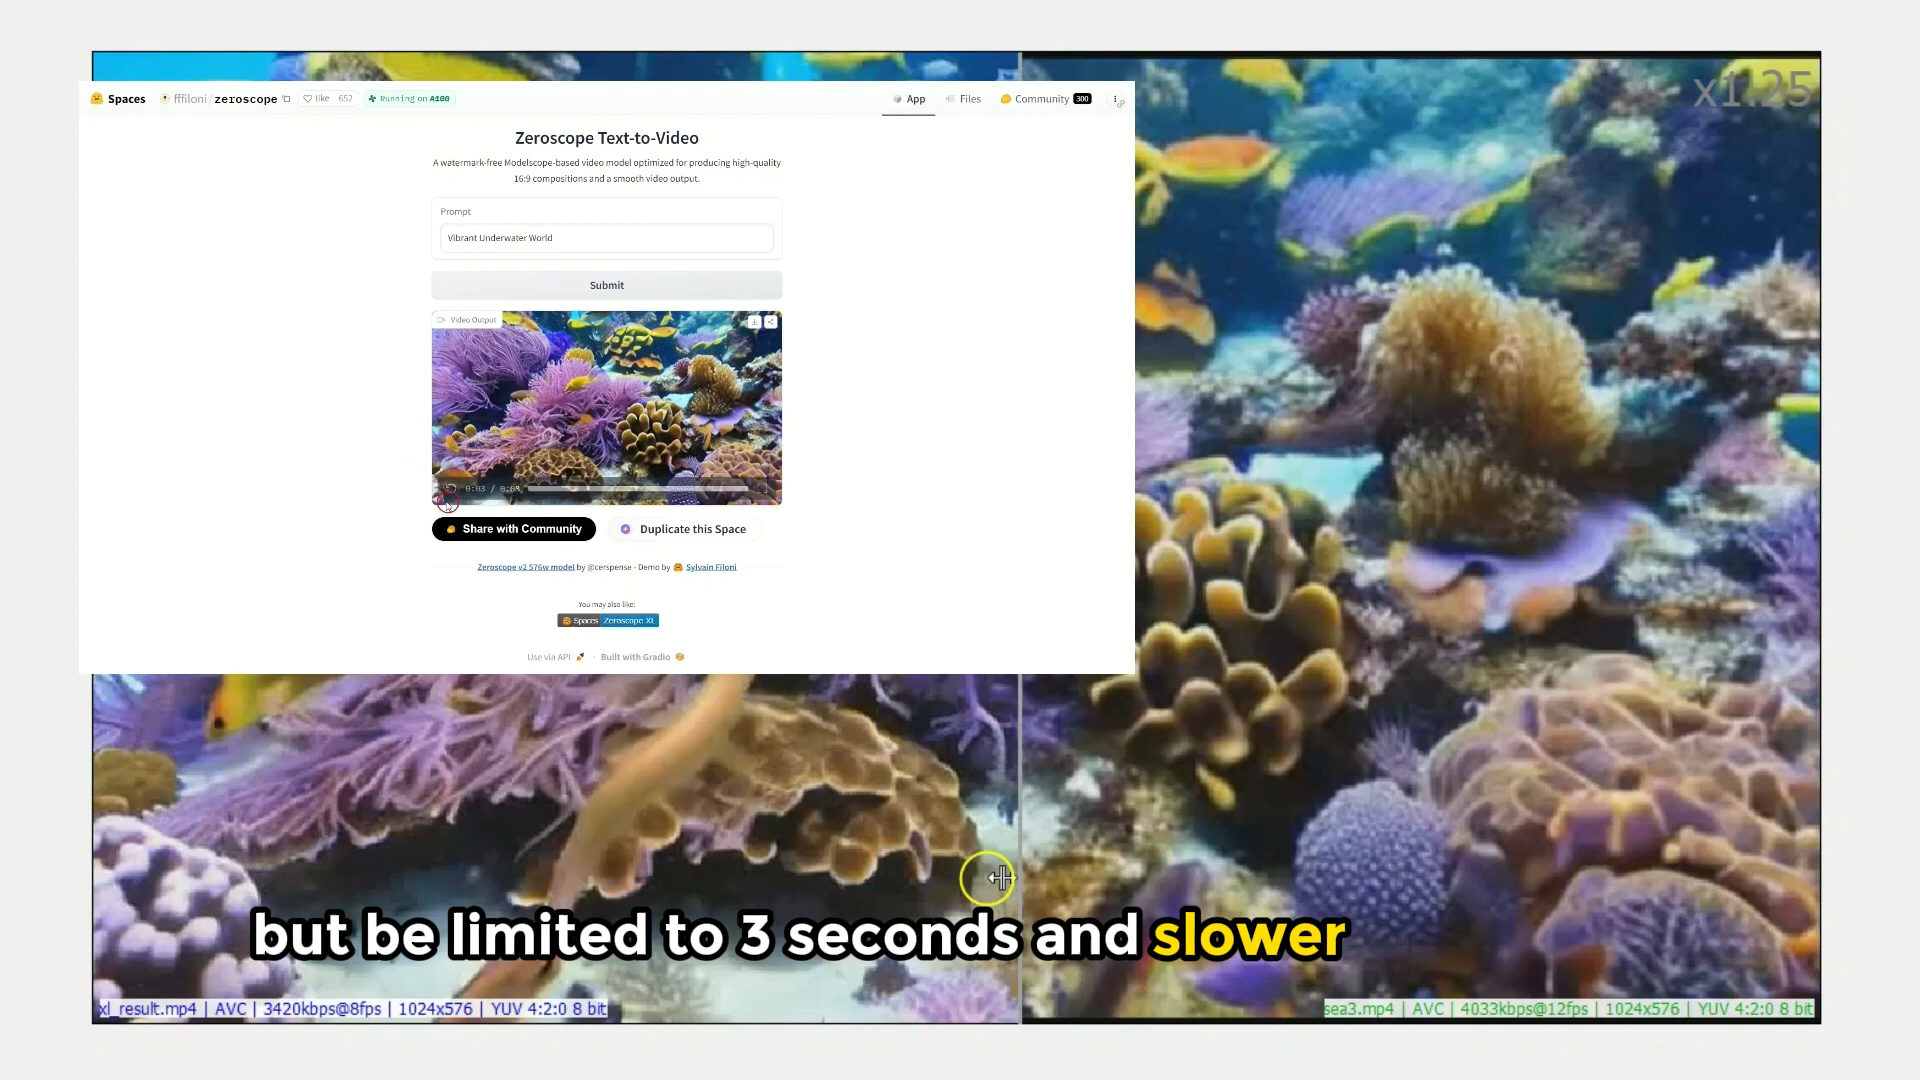 x1.25
Spaces fffiloni / zeroscope like 652 Running on A100 App Files Community 300
Zeroscope Text-to-Video
A watermark-free Modelscope-based video model optimized for producing high-quality
16:9 compositions and a smooth video output.
Prompt
Vibrant Underwater World
Submit
Video Output
0:03 / 0:03
Share with Community Duplicate this Space
Zeroscope v2 576w model by @cerspense - Demo by Sylvain Filoni
You may also like:
Spaces Zeroscope XL
Use via API · Built with Gradio
but be limited to 3 seconds and slower
xl_result.mp4 | AVC | 3420kbps@8fps | 1024x576 | YUV 4:2:0 8 bit
sea3.mp4 | AVC | 4033kbps@12fps | 1024x576 | YUV 4:2:0 8 bit